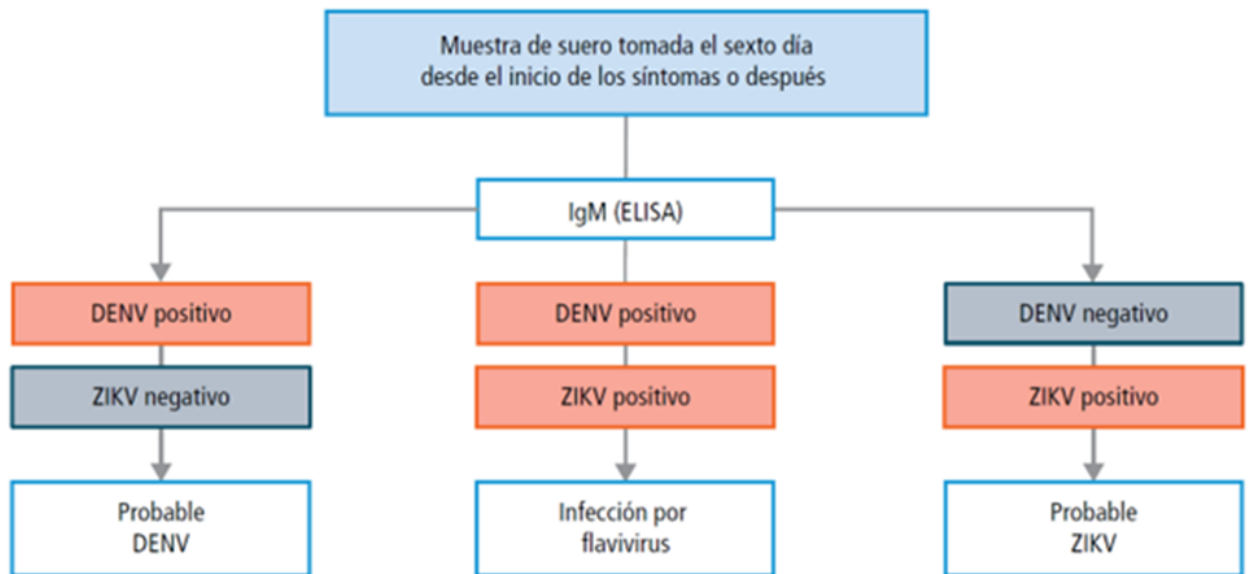 Muestra de suero tomada el sexto día
desde el inicio de los síntomas o después
IgM (ELISA)
DENV positivo
ZIKV negativo
Probable
DENV
DENV positivo
ZIKV positivo
Infección por
flavivirus
DENV negativo
ZIKV positivo
Probable
ZIKV